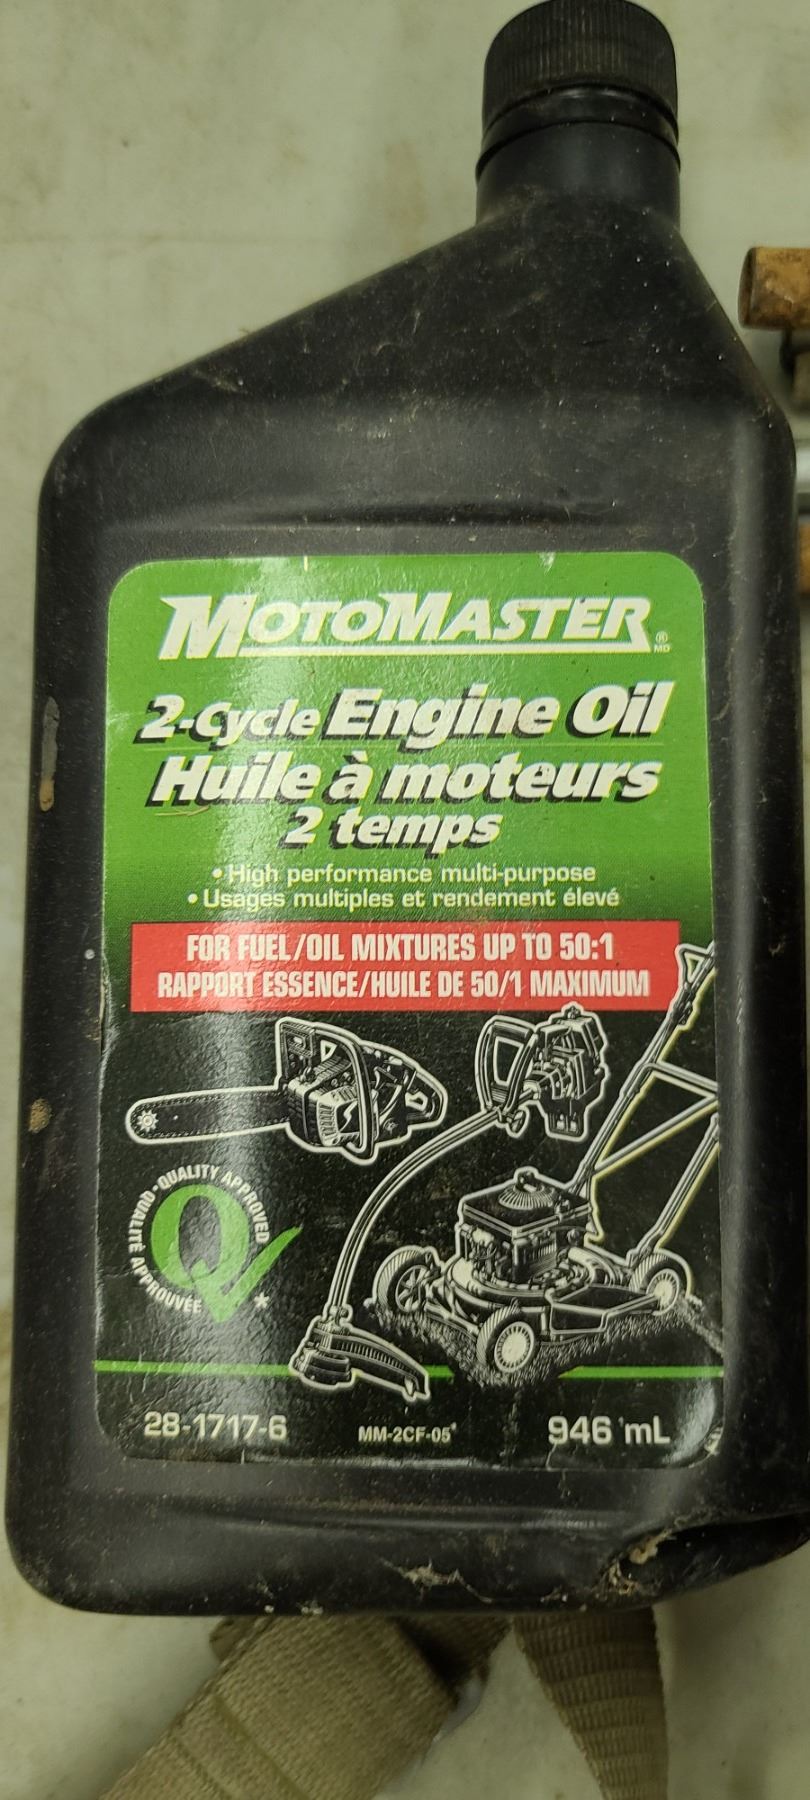 MOTOMASTER ® MD
2-Cycle Engine Oil
Huile à moteurs
2 temps
• High performance multi-purpose
• Usages multiples et rendement élevé
FOR FUEL/OIL MIXTURES UP TO 50:1
RAPPORT ESSENCE/HUILE DE 50/1 MAXIMUM
• QUALITY APPROVED
QUALITÉ APPROUVÉE
Q
*
28-1717-6 MM-2CF-05* 946 mL